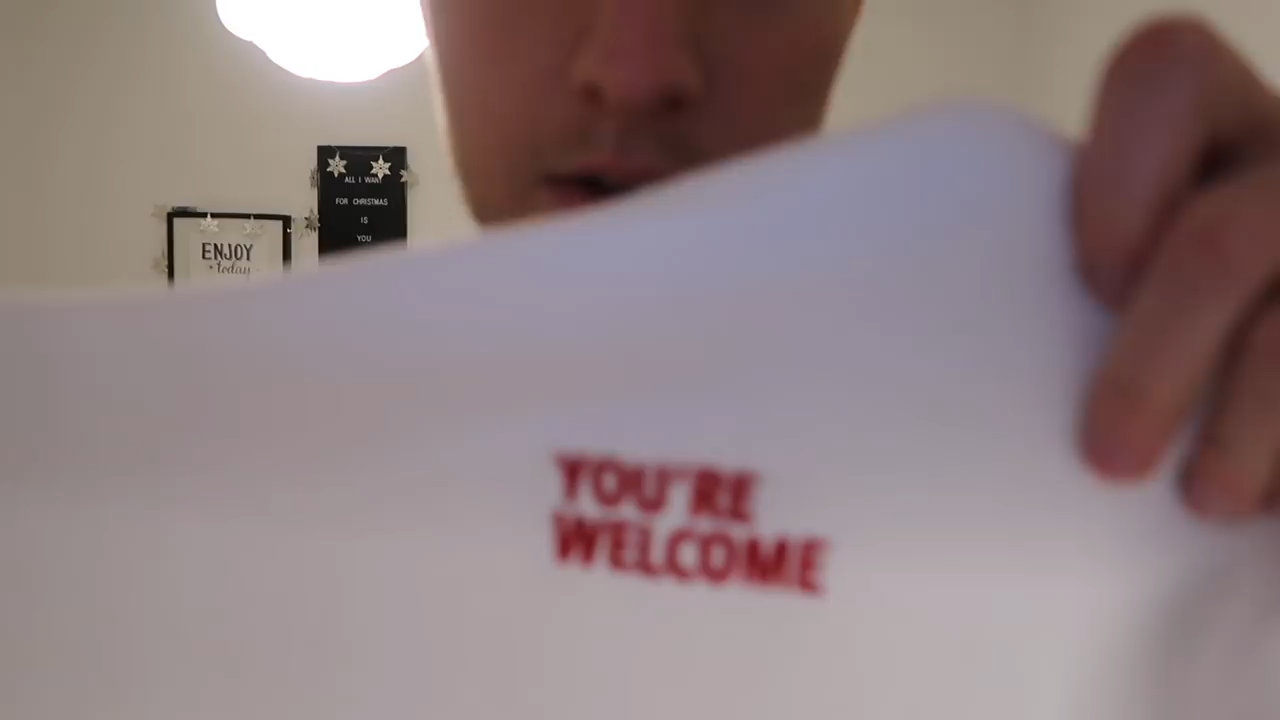 ALL I WANT
FOR CHRISTMAS
IS
YOU
ENJOY
today
YOU'RE
WELCOME